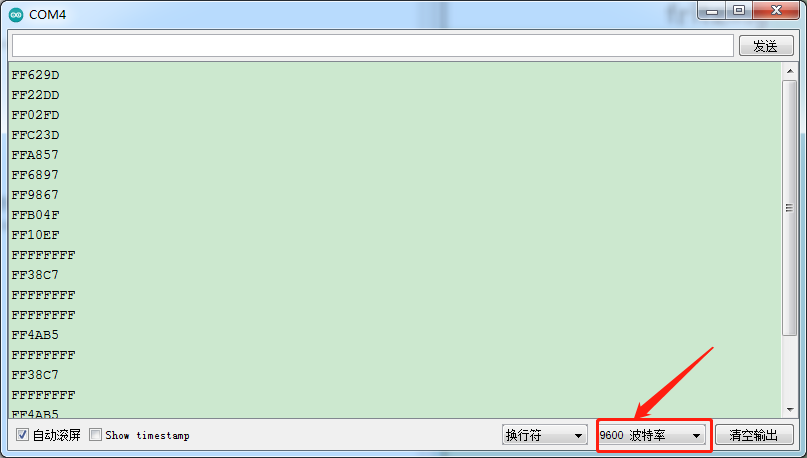 COM4
发送
FF629D
FF22DD
FF02FD
FFC23D
FFA857
FF6897
FF9867
FFB04F
FF10EF
FFFFFFFF
FF38C7
FFFFFFFF
FFFFFFFF
FF4AB5
FFFFFFFF
FF38C7
FFFFFFFF
FF4AB5
自动滚屏 Show timestamp 换行符 9600 波特率 清空输出